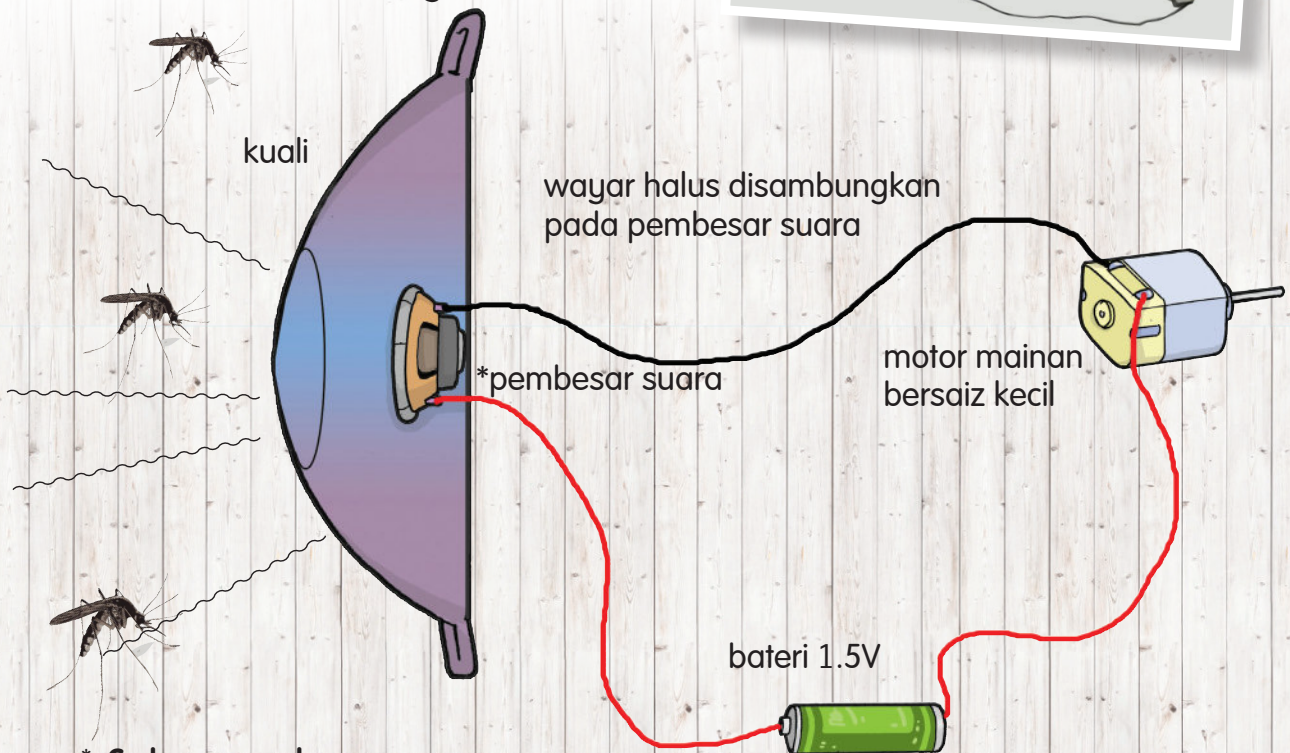 kuali
wayar halus disambungkan
pada pembesar suara
*pembesar suara
motor mainan
bersaiz kecil
bateri 1.5V